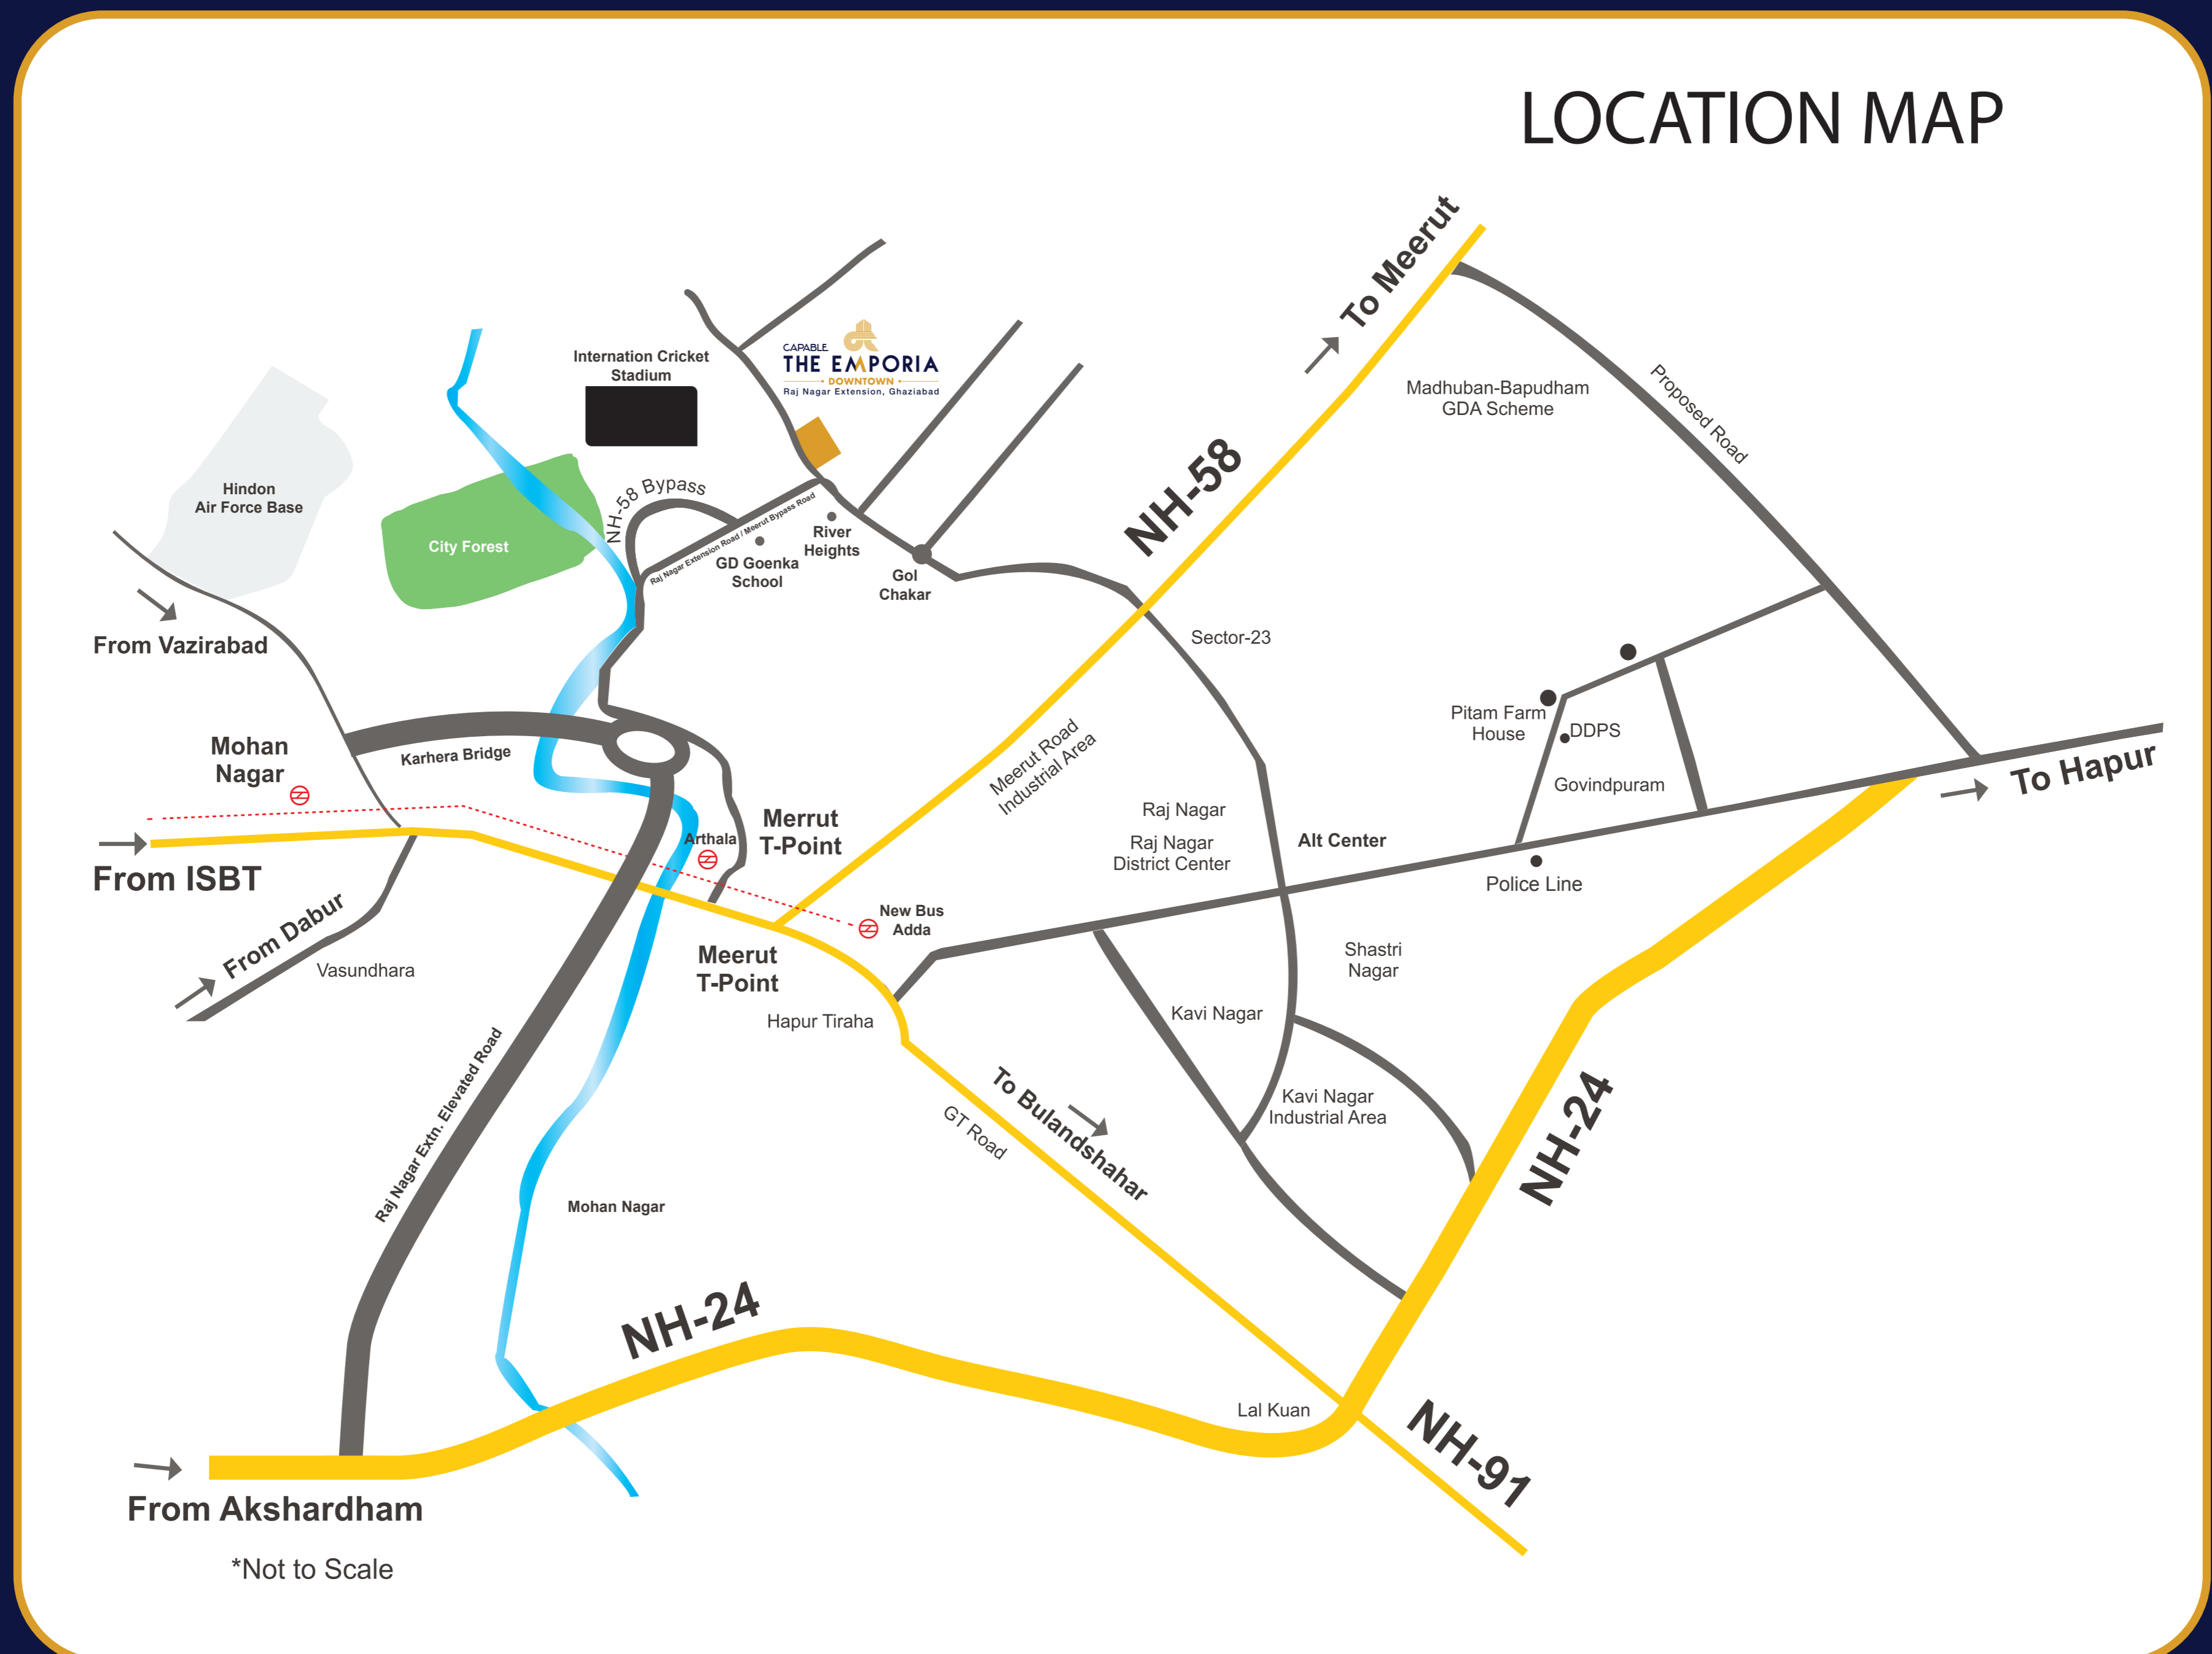 LOCATION MAP
To Meerut
Internation Cricket
Stadium
CAPABLE
THE EMPORIA
DOWNTOWN
Raj Nagar Extension, Ghaziabad
Madhuban-Bapudham
GDA Scheme
Proposed Road
NH-58
Hindon
Air Force Base
NH-58 Bypass
Raj Nagar Extension Road / Meerut Bypass Road
City Forest
River
Heights
GD Goenka
School
Gol
Chakar
From Vazirabad
Sector-23
Pitam Farm
House
DDPS
Mohan
Nagar
Karhera Bridge
Meerut Road
Industrial Area
Govindpuram
To Hapur
Merrut
T-Point
Arthala
Raj Nagar
Raj Nagar
District Center
Alt Center
From ISBT
Police Line
New Bus
Adda
From Dabur
Vasundhara
Meerut
T-Point
Shastri
Nagar
Hapur Tiraha
Kavi Nagar
Raj Nagar Extn. Elevated Road
To Bulandshahar
GT Road
Kavi Nagar
Industrial Area
NH-24
Mohan Nagar
NH-24
Lal Kuan
NH-91
From Akshardham
*Not to Scale